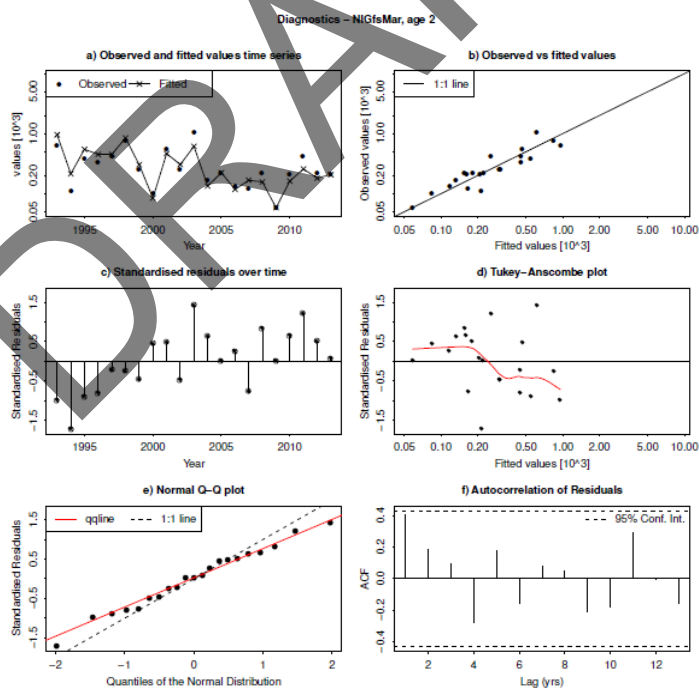 Diagnostics − NIGfsMar, age 2
a) Observed and fitted values time series
Observed Fitted
values [10^3]
0.05 0.20 1.00 5.00
1995 2000 2005 2010
Year
b) Observed vs fitted values
1:1 line
Observed values [10^3]
0.05 0.20 1.00 5.00
0.05 0.10 0.20 0.50 1.00 2.00 5.00 10.00
Fitted values [10^3]
c) Standardised residuals over time
Standardised Residuals
−1.5 −0.5 0.5 1.5
1995 2000 2005 2010
Year
d) Tukey−Anscombe plot
Standardised Residuals
−1.5 −0.5 0.5 1.5
0.05 0.10 0.20 0.50 1.00 2.00 5.00 10.00
Fitted values [10^3]
e) Normal Q−Q plot
qqline 1:1 line
Standardised Residuals
−1.5 −0.5 0.5 1.5
−2 −1 0 1 2
Quantiles of the Normal Distribution
f) Autocorrelation of Residuals
95% Conf. Int.
ACF
−0.4 −0.2 0.0 0.2 0.4
2 4 6 8 10 12
Lag (yrs)
DRA